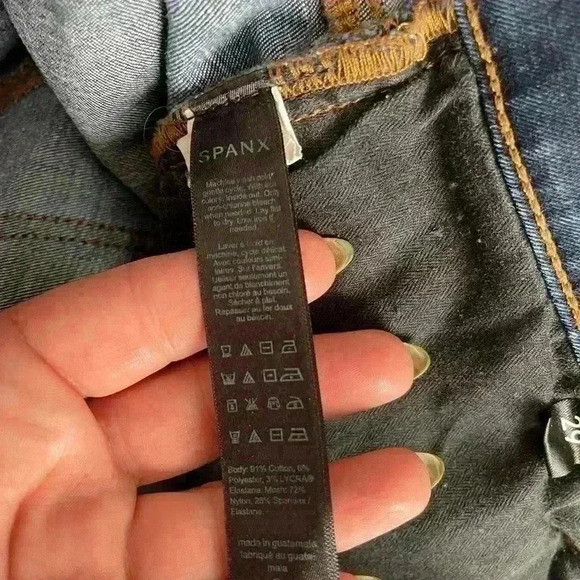 SPANX
Machine wash cold
gentle cycle. With like
colors. Inside out. Only
non-chlorine bleach
when needed. Lay flat
to dry. Low iron if
needed.
Laver à froid en
machine, cycle délicat.
Avec couleurs semi-
laires. Sur l'envers.
Utiliser seulement un
agent de blanchiment
non chloré au besoin.
Sécher à plat.
Repasser au fer doux
au besoin.
Body: 91% Cotton, 6%
Polyester, 3% LYCRA®
Elastane. Mesh: 72%
Nylon, 28% Spandex /
Elastane.
made in guatemala
fabriqué au guate-
mala